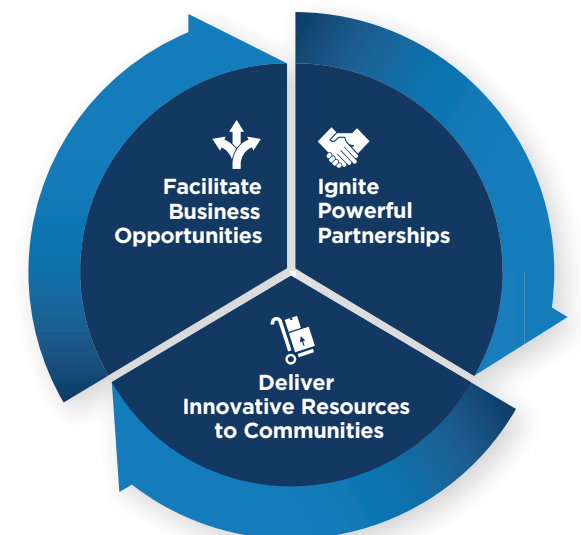 Facilitate
Business
Opportunities
Ignite
Powerful
Partnerships
Deliver
Innovative Resources
to Communities